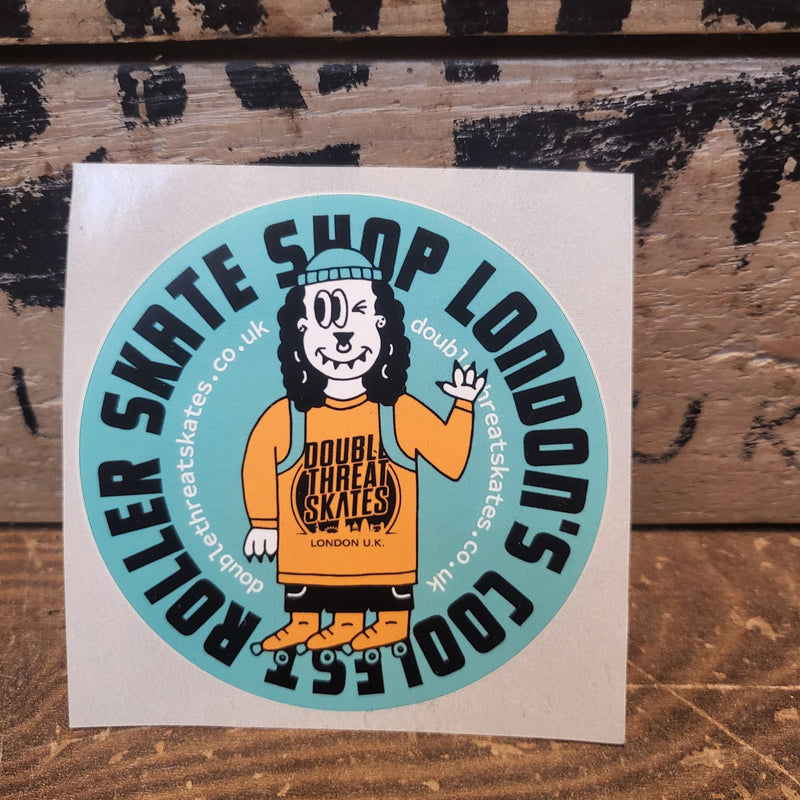 LONDON'S COOLEST ROLLER SKATE SHOP
doublethreatskates.co.uk
doublethreatskates.co.uk
DOUBLE
THREAT
SKATES
LONDON U.K.